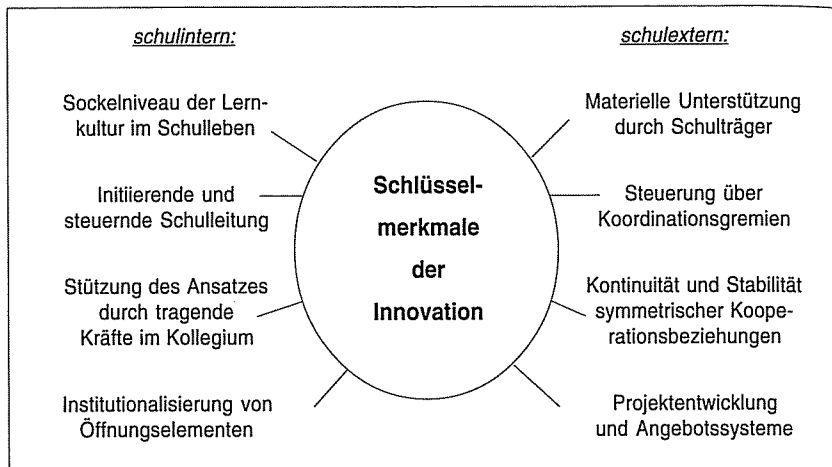 schulintern:
Sockelniveau der Lern-
kultur im Schulleben
Initiierende und
steuernde Schulleitung
Stützung des Ansatzes
durch tragende
Kräfte im Kollegium
Institutionalisierung von
Öffnungselementen
Schlüssel-
merkmale
der
Innovation
schulextern:
Materielle Unterstützung
durch Schulträger
Steuerung über
Koordinationsgremien
Kontinuität und Stabilität
symmetrischer Koope-
rationsbeziehungen
Projektentwicklung
und Angebotssysteme